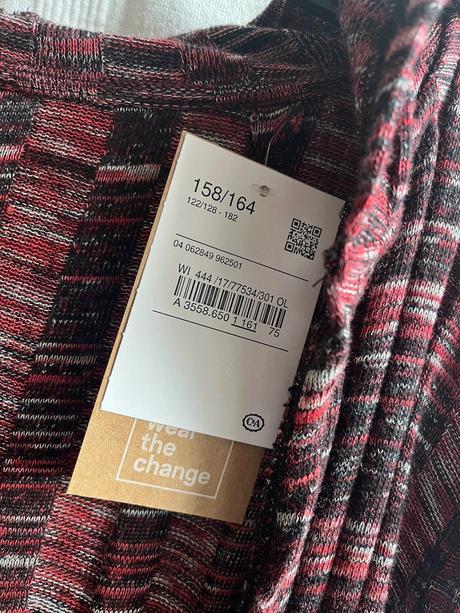 158/164
122/128 - 182
04 062849 962501
WI 444 /17/77534/301 OL
A 3558.650 1 161 75
C&A
wear
the
change